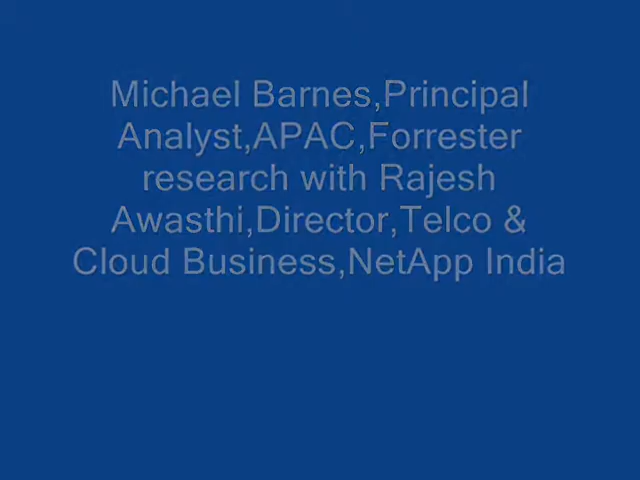 Michael Barnes,Principal
Analyst,APAC,Forrester
research with Rajesh
Awasthi,Director,Telco &
Cloud Business,NetApp India